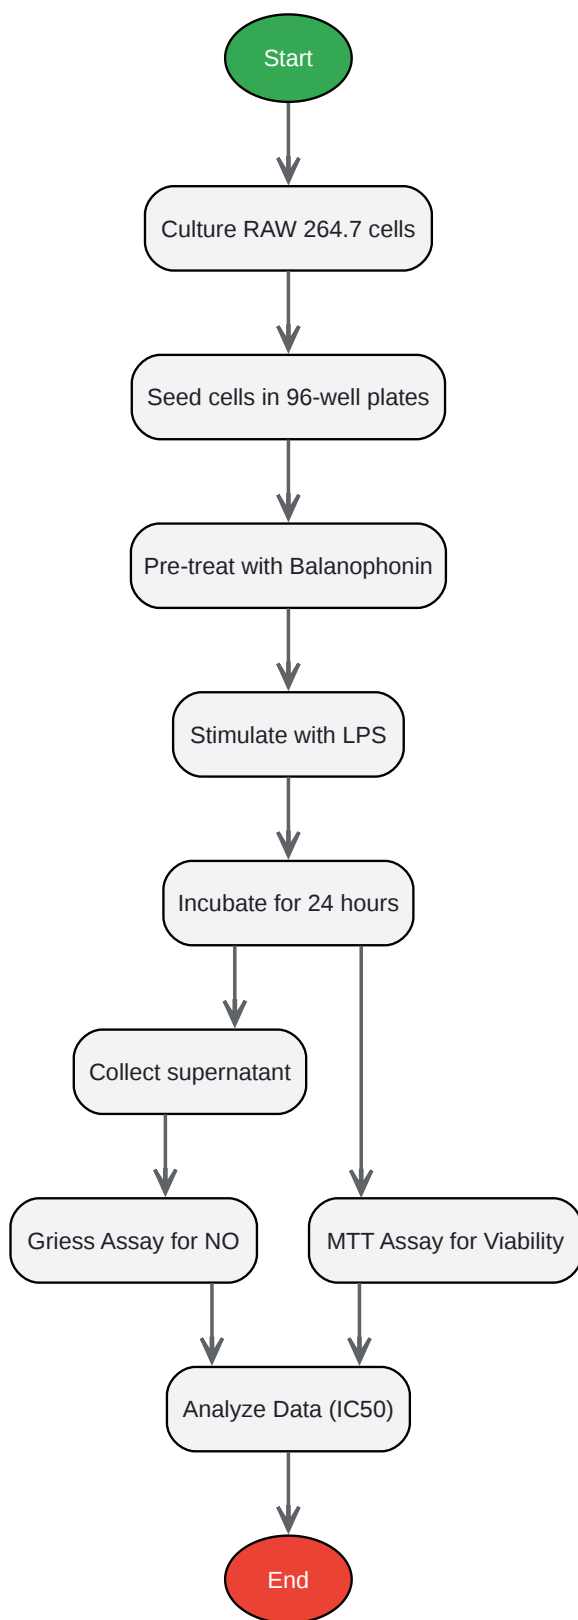 Start
Culture RAW 264.7 cells
Seed cells in 96-well plates
Pre-treat with Balanophonin
Stimulate with LPS
Incubate for 24 hours
Collect supernatant
Griess Assay for NO
MTT Assay for Viability
Analyze Data (IC50)
End